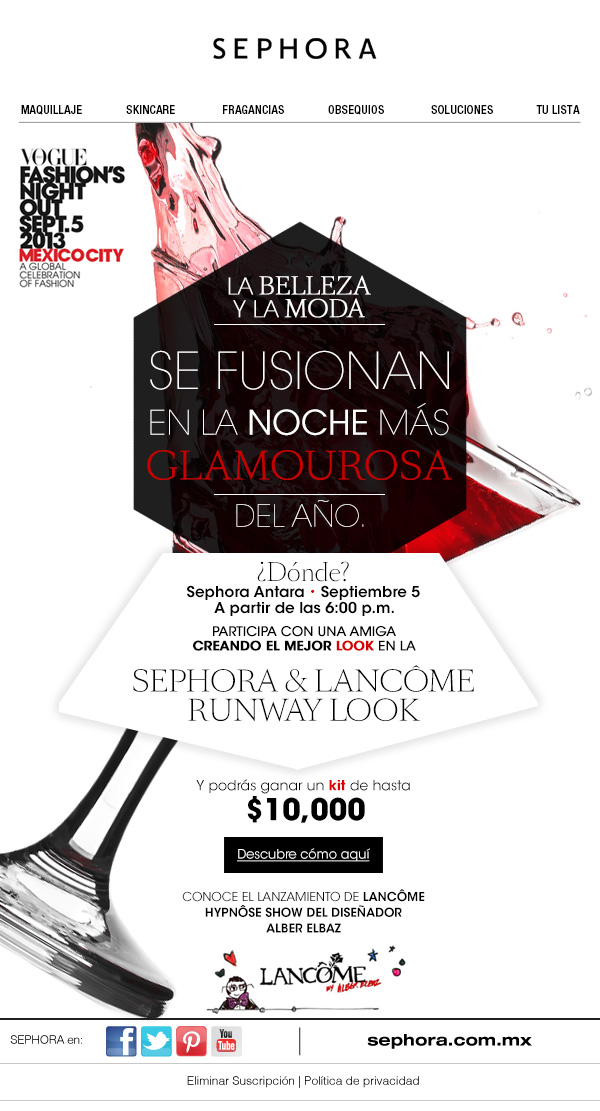 SEPHORA
MAQUILLAJE SKINCARE FRAGANCIAS OBSEQUIOS SOLUCIONES TU LISTA
VOGUE
FASHION'S
NIGHT
OUT
SEPT.5
2013
MEXICO CITY
A GLOBAL
CELEBRATION
OF FASHION
LA BELLEZA
Y LA MODA
SE FUSIONAN
EN LA NOCHE MÁS
GLAMOUROSA
DEL AÑO.
¿Dónde?
Sephora Antara • Septiembre 5
A partir de las 6:00 p.m.
PARTICIPA CON UNA AMIGA
CREANDO EL MEJOR LOOK EN LA
SEPHORA & LANCÔME
RUNWAY LOOK
Y podrás ganar un kit de hasta
$10,000
Descubre cómo aquí
CONOCE EL LANZAMIENTO DE LANCÔME
HYPNÔSE SHOW DEL DISEÑADOR
ALBER ELBAZ
LANCÔME
BY ALBER ELBAZ
SEPHORA en: f You Tube sephora.com.mx
Eliminar Suscripción | Política de privacidad